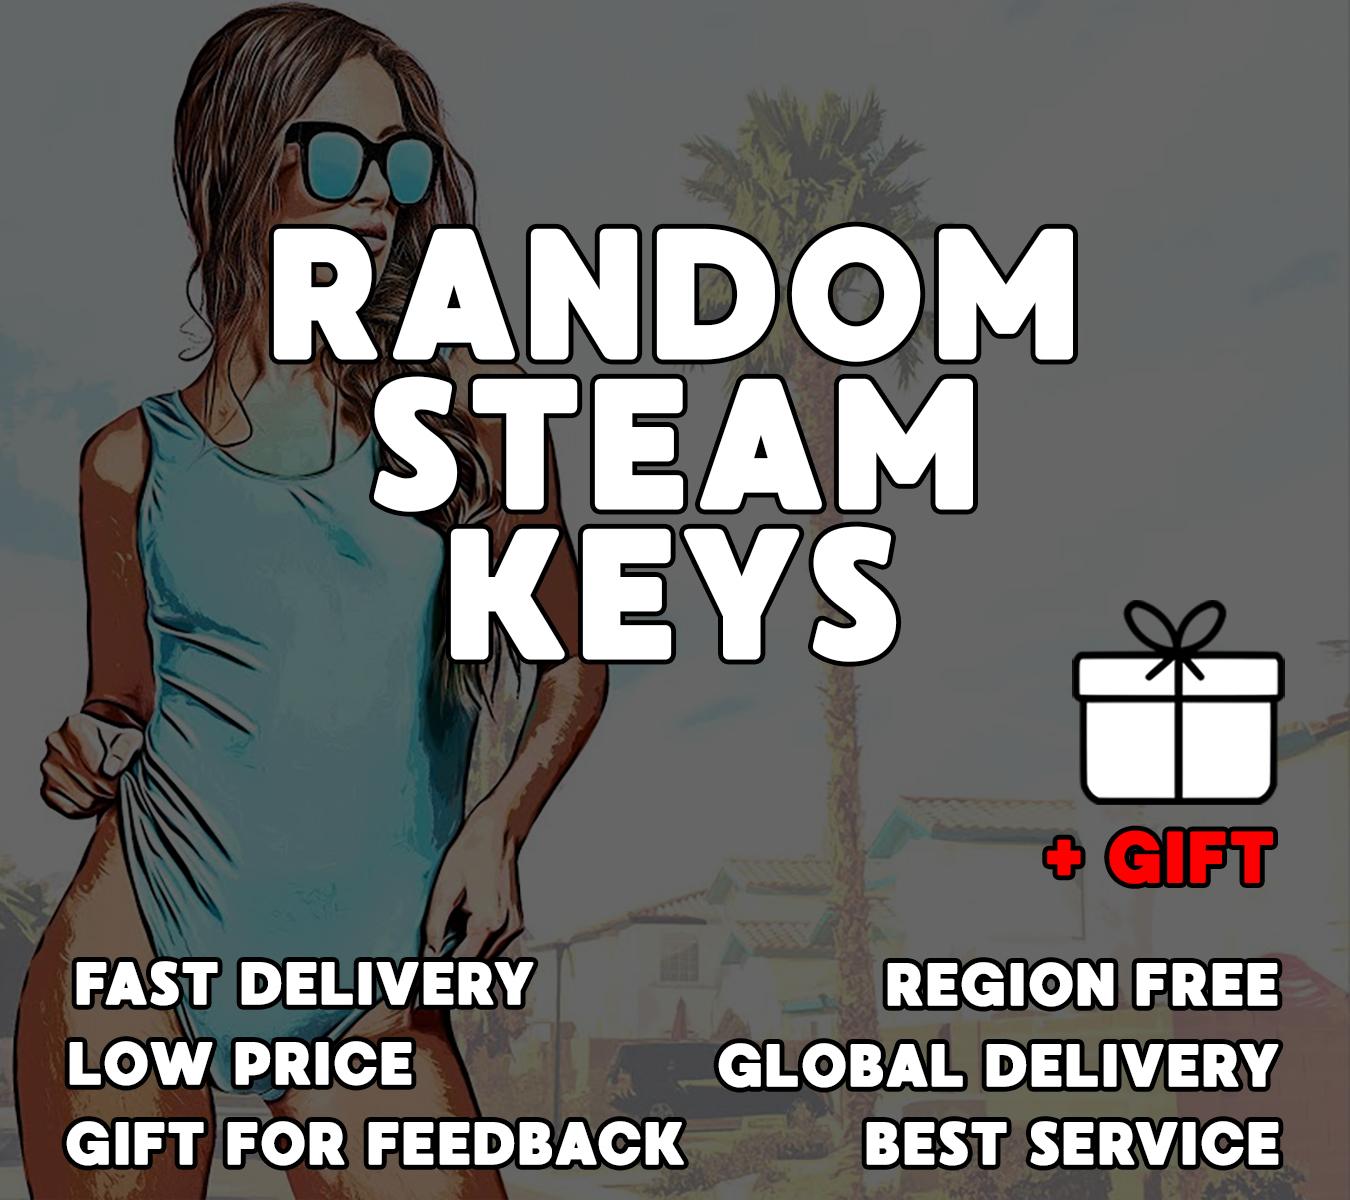 RANDOM
STEAM
KEYS
+ GIFT
FAST DELIVERY
LOW PRICE
GIFT FOR FEEDBACK
REGION FREE
GLOBAL DELIVERY
BEST SERVICE